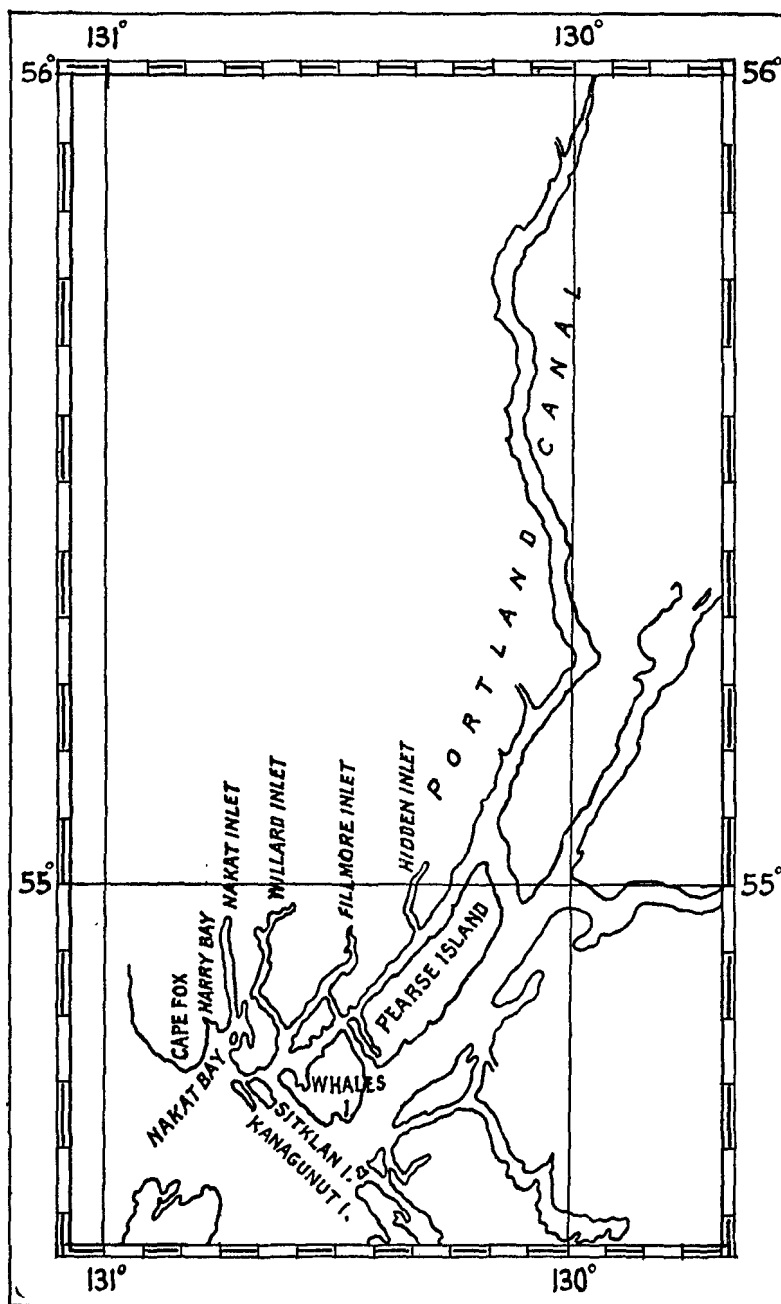 131°
130°
56°
56°
PORTLAND CANAL
NAKAT INLET
WILLARD INLET
FILLMORE INLET
HIDDEN INLET
55°
55°
CAPE FOX
HARRY BAY
PEARSE ISLAND
NAKAT BAY
WHALES
I.
SITKLAN I.
KANAGUNUT I.
131°
130°